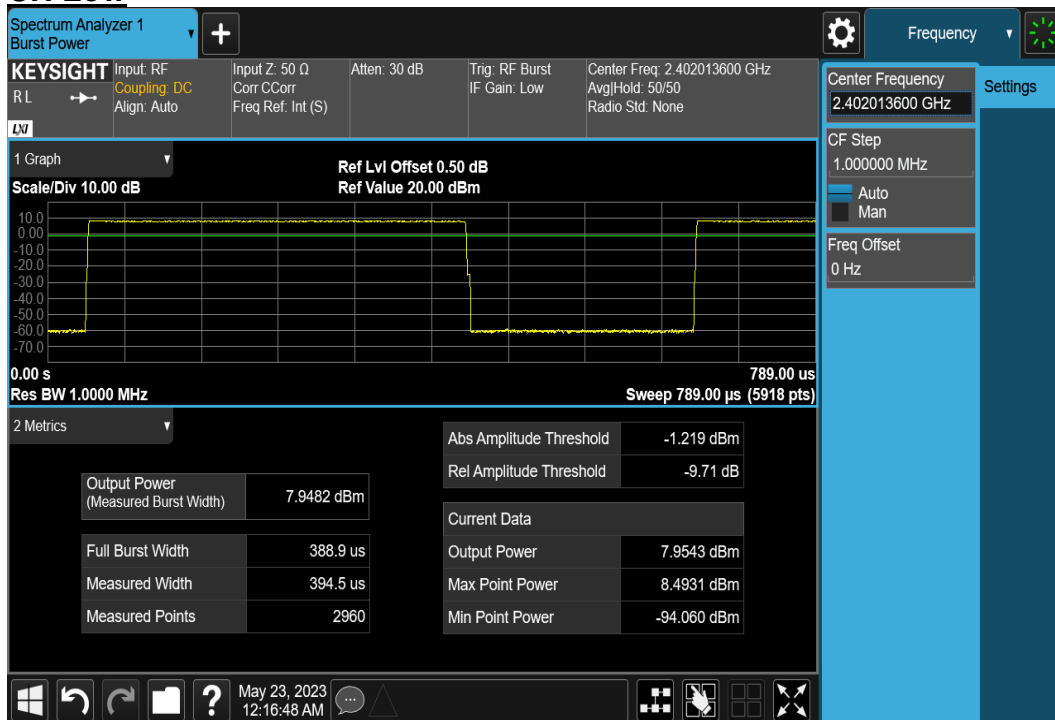 Spectrum Analyzer 1
Burst Power
Frequency
KEYSIGHT
R L
LXI
Input: RF
Coupling: DC
Align: Auto
Input Z: 50 Ω
Corr CCorr
Freq Ref: Int (S)
Atten: 30 dB
Trig: RF Burst
IF Gain: Low
Center Freq: 2.402013600 GHz
Avg|Hold: 50/50
Radio Std: None
Center Frequency
2.402013600 GHz
Settings
CF Step
1.000000 MHz
Auto
Man
Freq Offset
0 Hz
1 Graph
Scale/Div 10.00 dB
Ref Lvl Offset 0.50 dB
Ref Value 20.00 dBm
10.0
0.00
-10.0
-20.0
-30.0
-40.0
-50.0
-60.0
-70.0
0.00 s
789.00 us
Res BW 1.0000 MHz
Sweep 789.00 µs (5918 pts)
2 Metrics
Output Power
(Measured Burst Width)
7.9482 dBm
Full Burst Width 388.9 us
Measured Width 394.5 us
Measured Points 2960
Abs Amplitude Threshold -1.219 dBm
Rel Amplitude Threshold -9.71 dB
Current Data
Output Power 7.9543 dBm
Max Point Power 8.4931 dBm
Min Point Power -94.060 dBm
?
May 23, 2023
12:16:48 AM